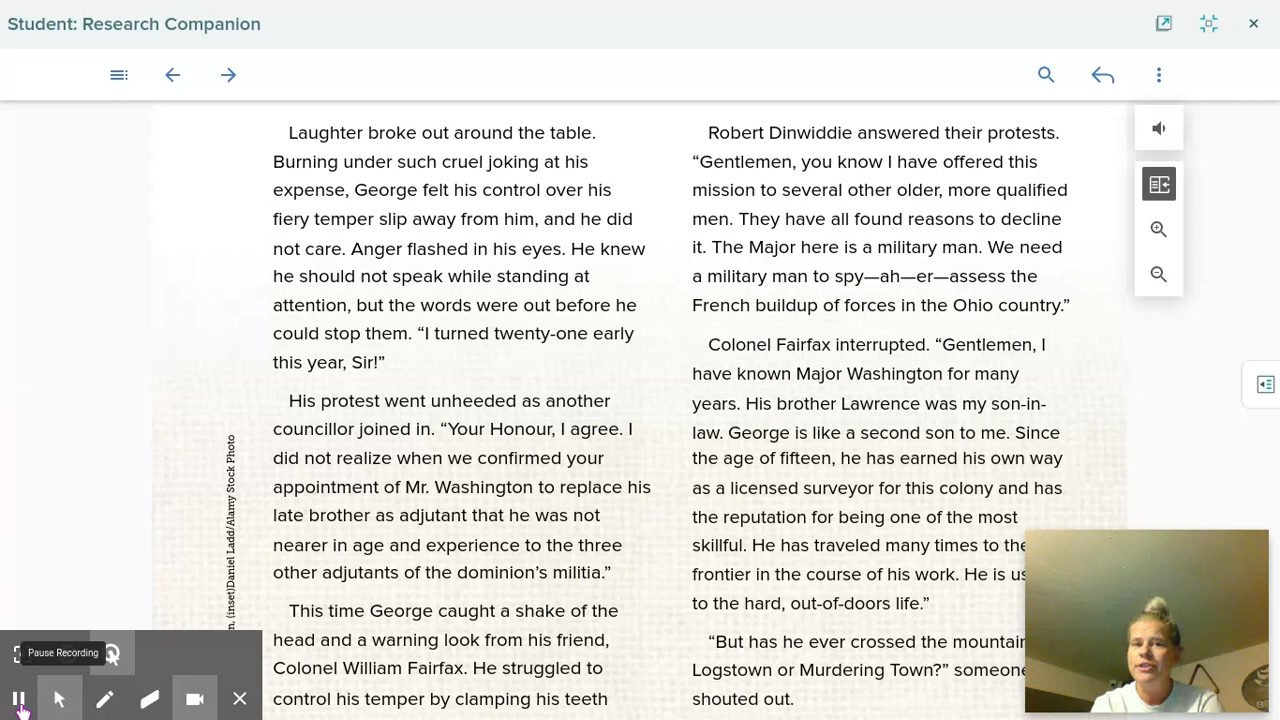 Student: Research Companion
Laughter broke out around the table.
Burning under such cruel joking at his
expense, George felt his control over his
fiery temper slip away from him, and he did
not care. Anger flashed in his eyes. He knew
he should not speak while standing at
attention, but the words were out before he
could stop them. “I turned twenty-one early
this year, Sir!”
His protest went unheeded as another
councillor joined in. “Your Honour, I agree. I
did not realize when we confirmed your
appointment of Mr. Washington to replace his
late brother as adjutant that he was not
nearer in age and experience to the three
other adjutants of the dominion’s militia.”
This time George caught a shake of the
head and a warning look from his friend,
Colonel William Fairfax. He struggled to
control his temper by clamping his teeth
Robert Dinwiddie answered their protests.
“Gentlemen, you know I have offered this
mission to several other older, more qualified
men. They have all found reasons to decline
it. The Major here is a military man. We need
a military man to spy—ah—er—assess the
French buildup of forces in the Ohio country.”
Colonel Fairfax interrupted. “Gentlemen, I
have known Major Washington for many
years. His brother Lawrence was my son-in-
law. George is like a second son to me. Since
the age of fifteen, he has earned his own way
as a licensed surveyor for this colony and has
the reputation for being one of the most
skillful. He has traveled many times to the
frontier in the course of his work. He is us
to the hard, out-of-doors life.”
“But has he ever crossed the mountain
Logstown or Murdering Town?” someone
shouted out.
(inset)Daniel Ladd/Alamy Stock Photo
Pause Recording